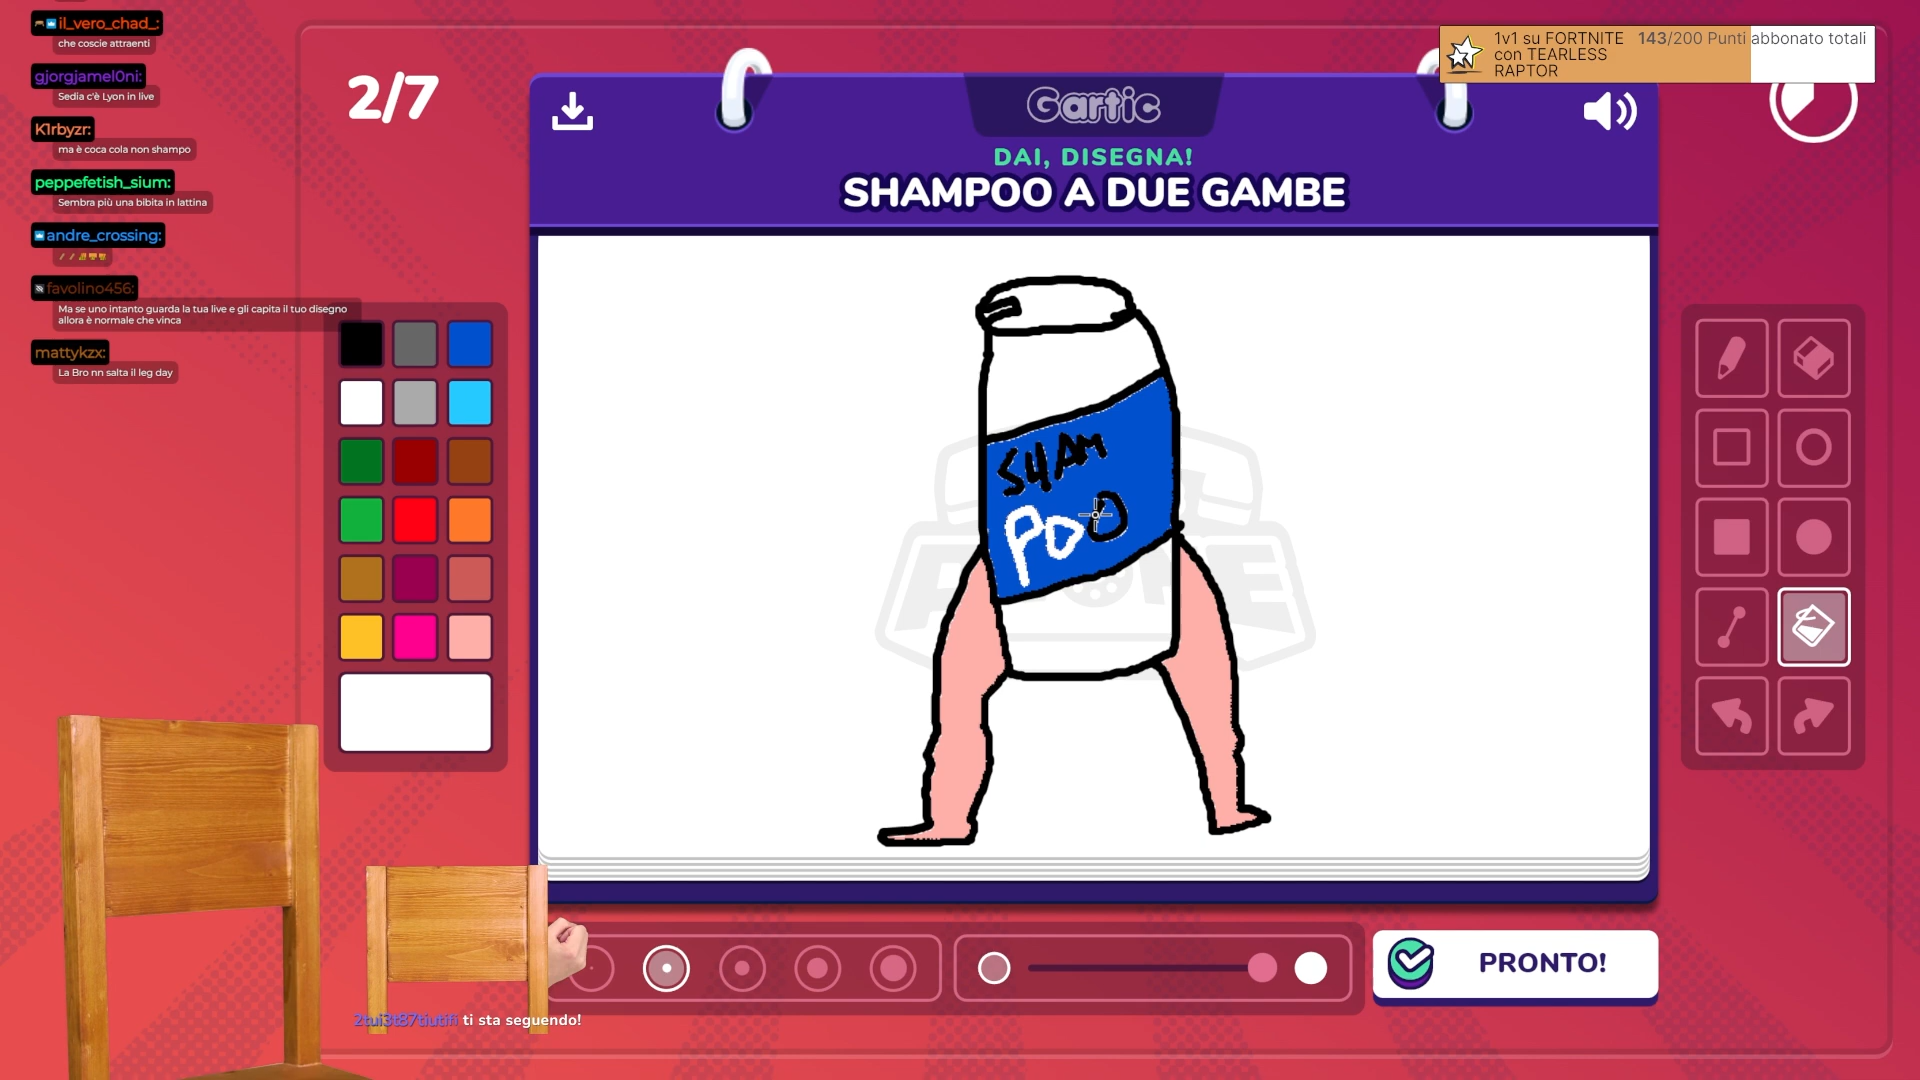 il_vero_chad_:
che coscie attraenti
gjorgjamel0ni:
Sedia c'è Lyon in live
K1rbyzr:
ma è coca cola non shampo
peppefetish_sium:
Sembra più una bibita in lattina
andre_crossing:
favolino456:
Ma se uno intanto guarda la tua live e gli capita il tuo disegno
allora è normale che vinca
mattykzx:
La Bro nn salta il leg day
2/7
Gartic
DAI, DISEGNA!
SHAMPOO A DUE GAMBE
1v1 su FORTNITE
con TEARLESS
RAPTOR
143/200 Punti abbonato totali
SHAM
POO
PRONTO!
2tui3t87tiutifi ti sta seguendo!